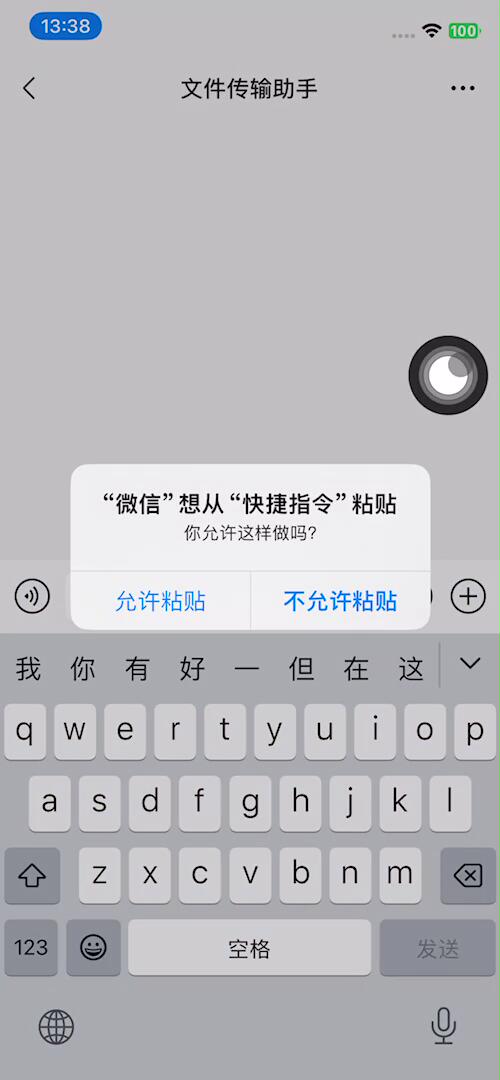 13:38
100
文件传输助手
“微信”想从“快捷指令”粘贴
你允许这样做吗?
允许粘贴
不允许粘贴
我 你 有 好 一 但 在 这
q w e r t y u i o p
a s d f g h j k l
z x c v b n m
123 空格 发送